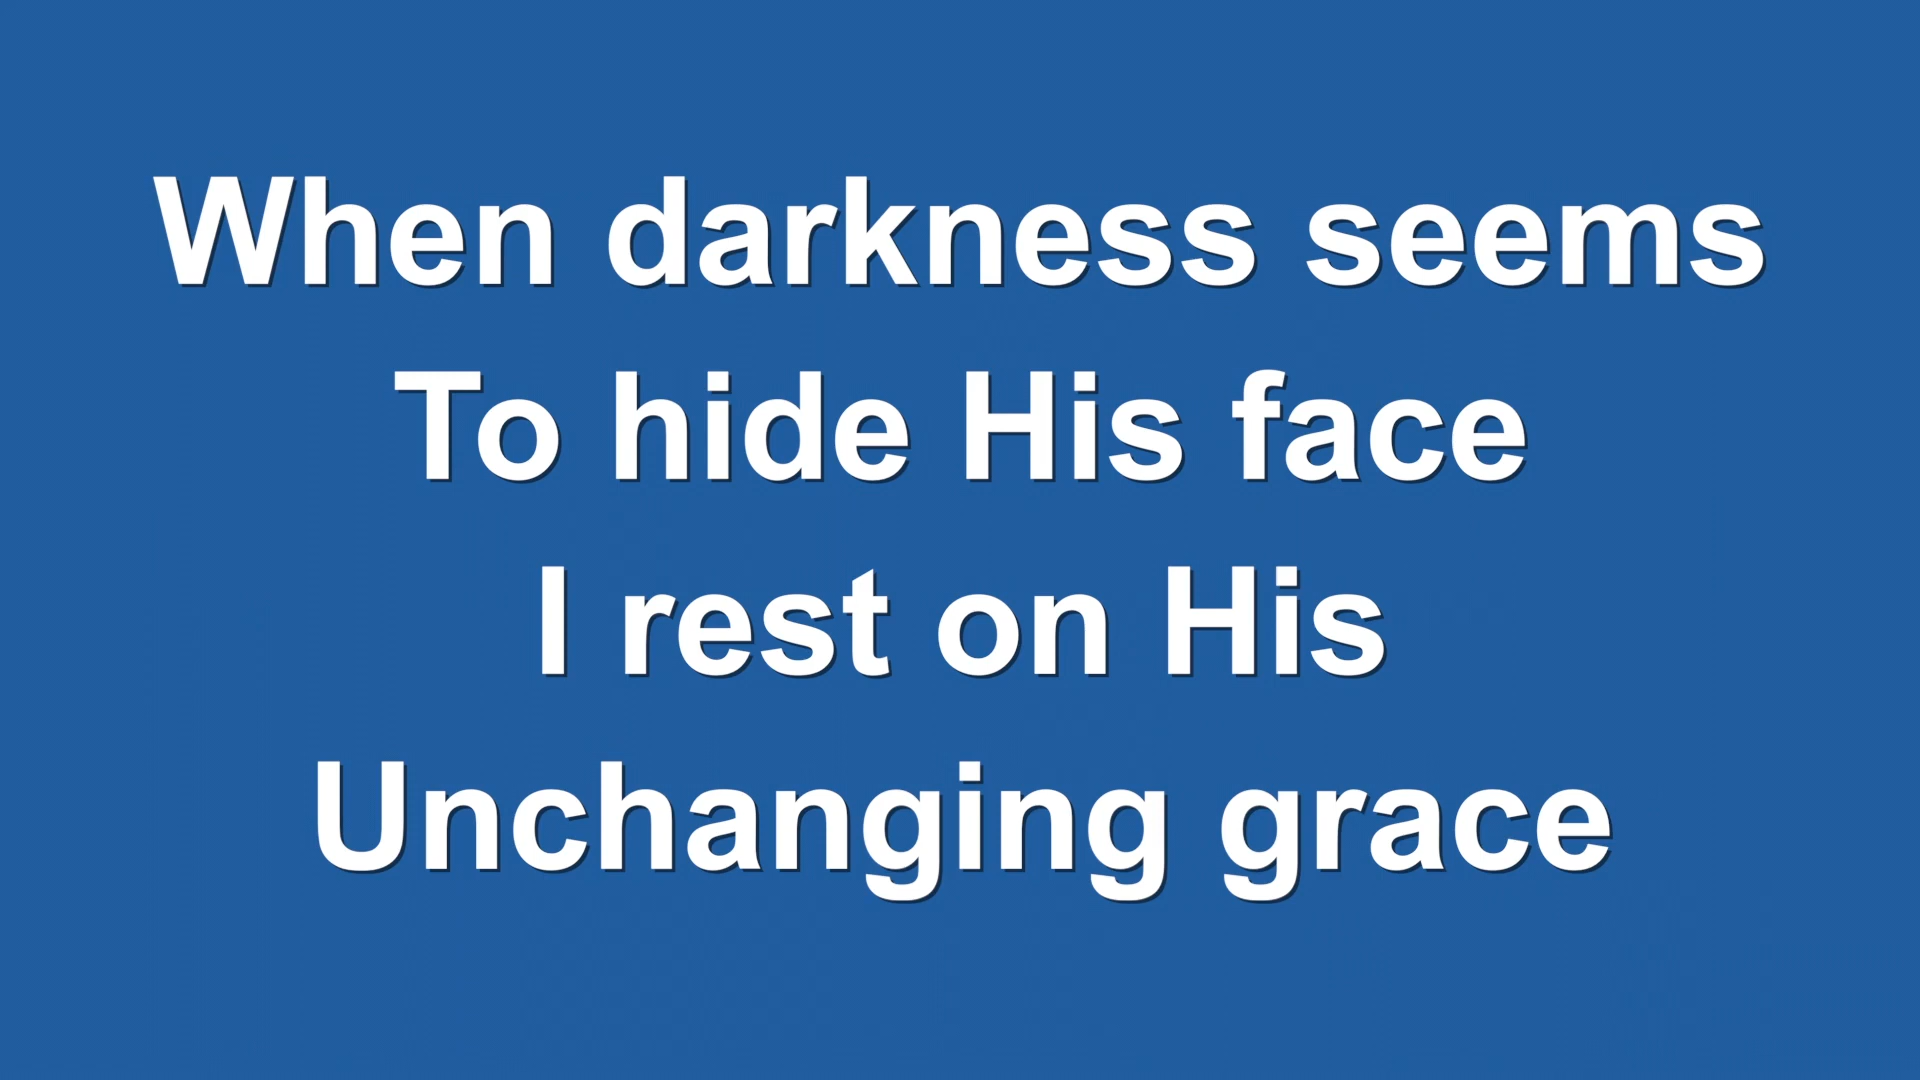 When darkness seems
To hide His face
I rest on His
Unchanging grace